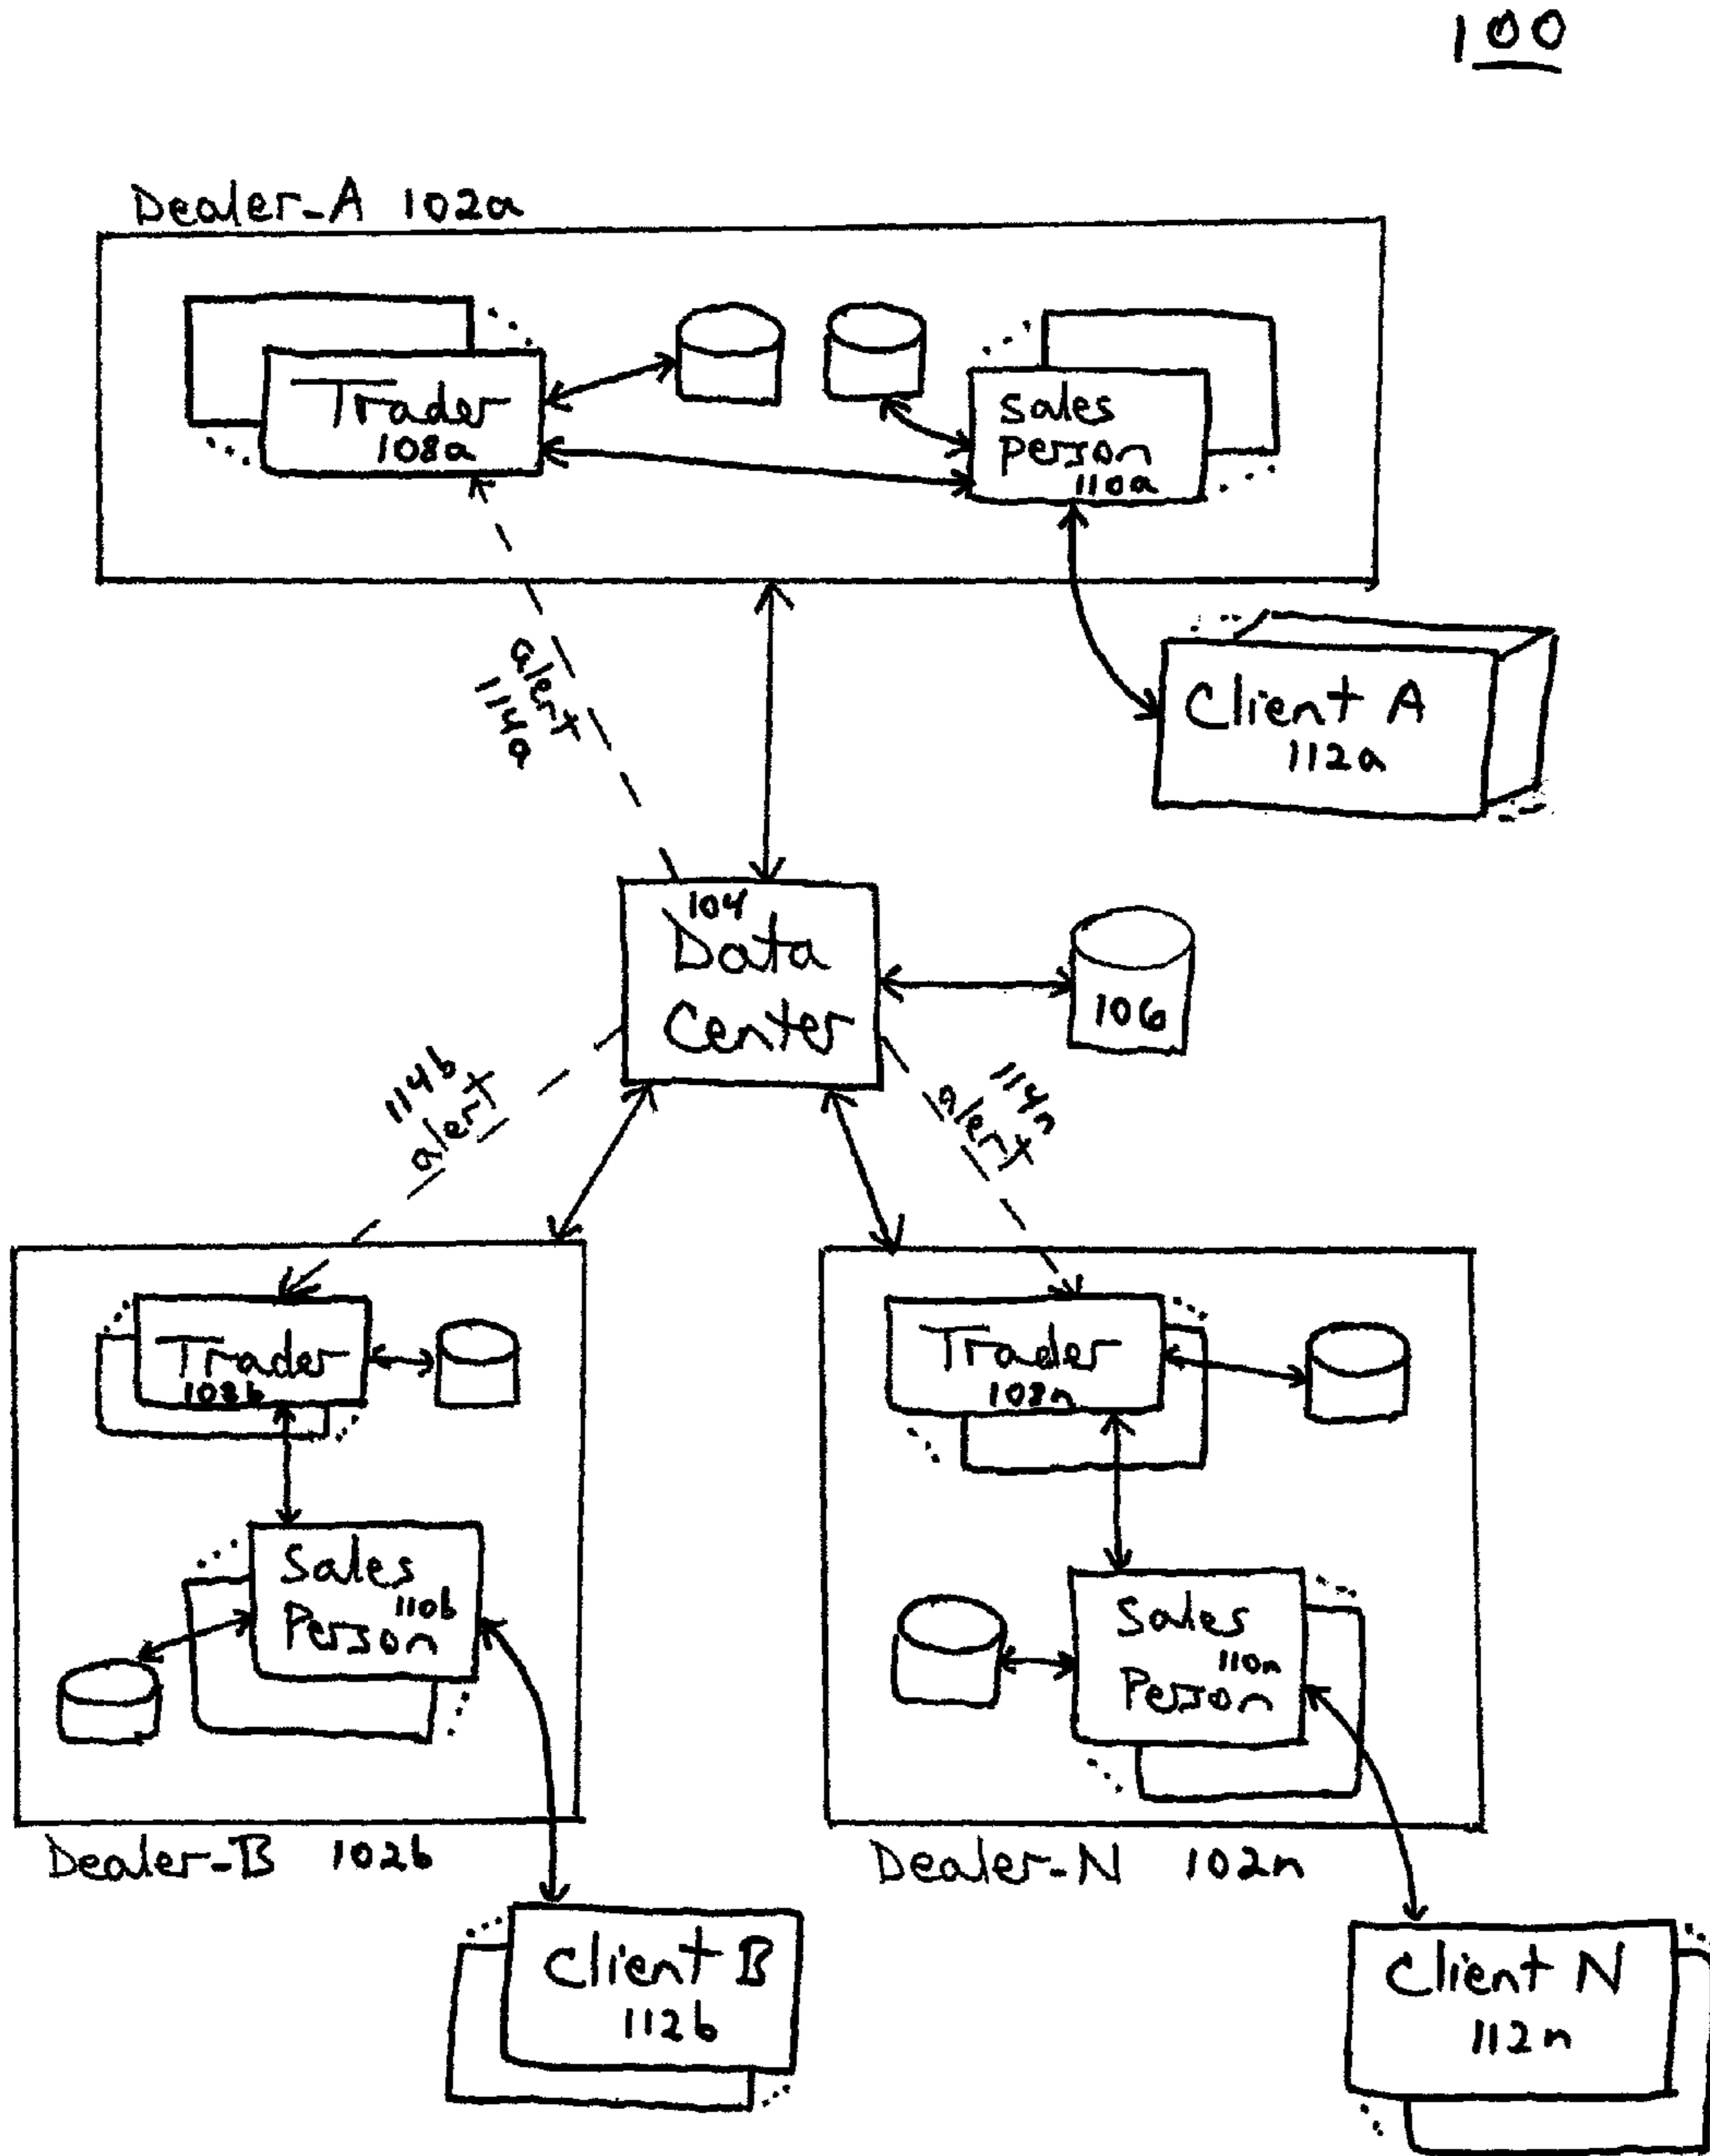 100
Dealer-A 102a
Trader
108a
Sales
Person
110a
alert
114a
Client A
112a
104
Data
Center
106
114b
alert
114n
alert
Trader
108b
Trader
108n
Sales
110b
Person
Sales
110n
Person
Dealer-B 102b
Dealer-N 102n
Client B
112b
Client N
112n